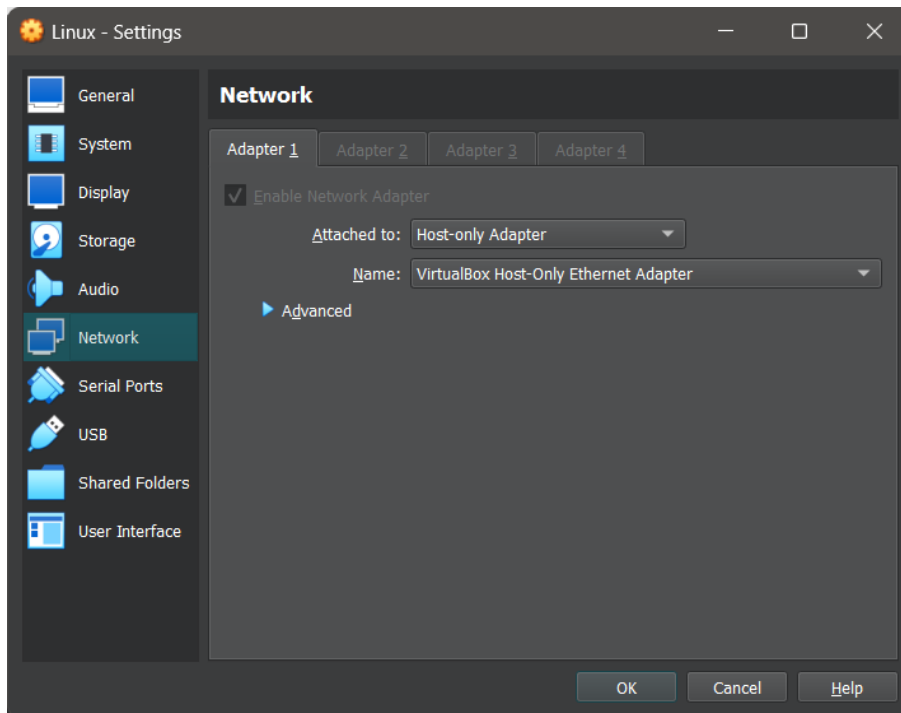 Linux - Settings
General
System
Display
Storage
Audio
Network
Serial Ports
USB
Shared Folders
User Interface
Network
Adapter 1 Adapter 2 Adapter 3 Adapter 4
Enable Network Adapter
Attached to: Host-only Adapter
Name: VirtualBox Host-Only Ethernet Adapter
Advanced
OK Cancel Help